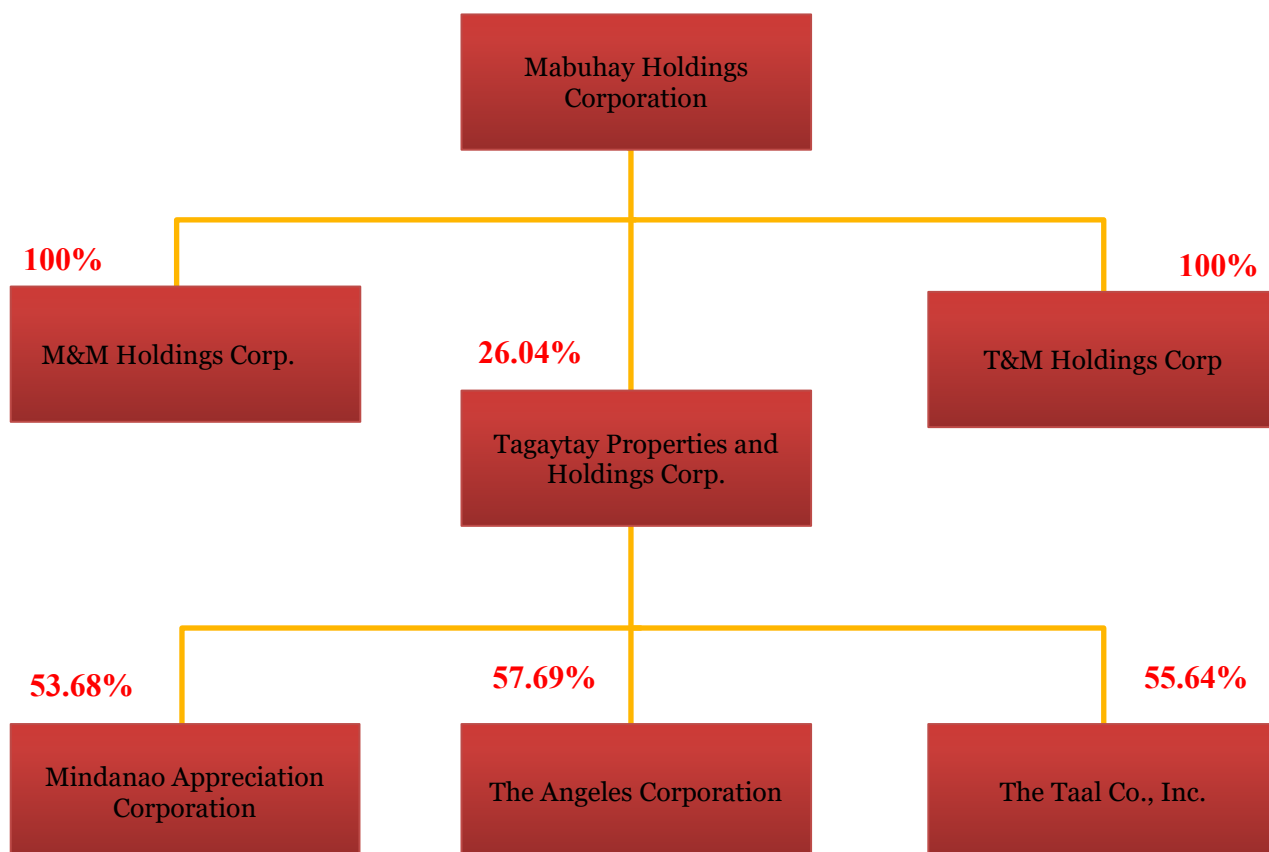 Mabuhay Holdings
Corporation
100%
100%
M&M Holdings Corp.
26.04%
T&M Holdings Corp
Tagaytay Properties and
Holdings Corp.
53.68%
57.69%
55.64%
Mindanao Appreciation
Corporation
The Angeles Corporation
The Taal Co., Inc.